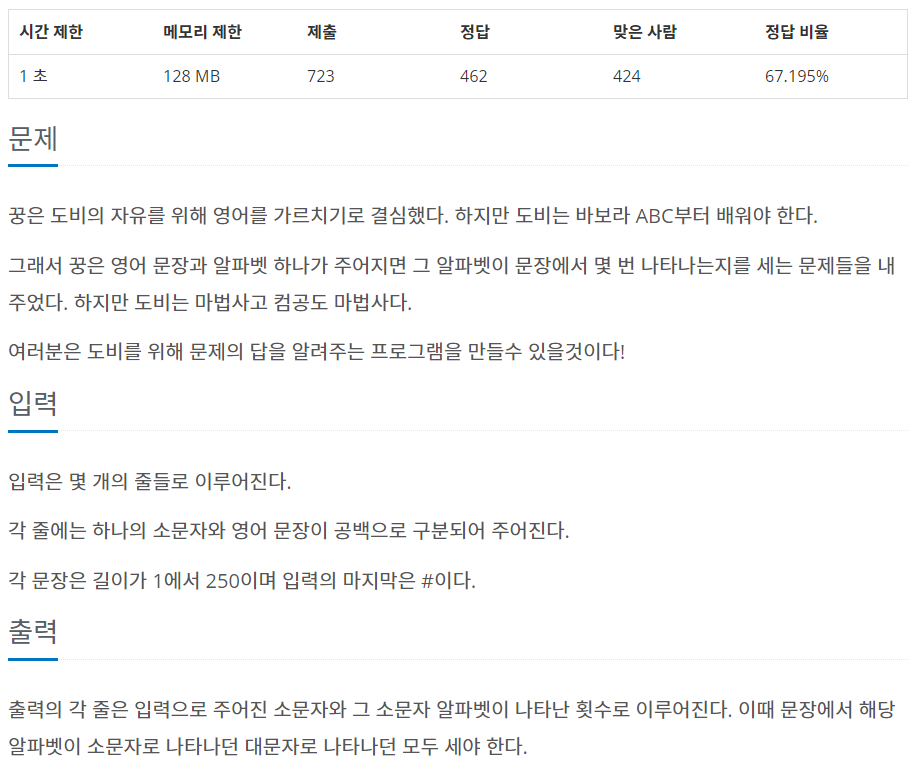 시간 제한 메모리 제한 제출 정답 맞은 사람 정답 비율
1 초 128 MB 723 462 424 67.195%
문제
꿍은 도비의 자유를 위해 영어를 가르치기로 결심했다. 하지만 도비는 바보라 ABC부터 배워야 한다.
그래서 꿍은 영어 문장과 알파벳 하나가 주어지면 그 알파벳이 문장에서 몇 번 나타나는지를 세는 문제들을 내
주었다. 하지만 도비는 마법사고 컴공도 마법사다.
여러분은 도비를 위해 문제의 답을 알려주는 프로그램을 만들수 있을것이다!
입력
입력은 몇 개의 줄들로 이루어진다.
각 줄에는 하나의 소문자와 영어 문장이 공백으로 구분되어 주어진다.
각 문장은 길이가 1에서 250이며 입력의 마지막은 #이다.
출력
출력의 각 줄은 입력으로 주어진 소문자와 그 소문자 알파벳이 나타난 횟수로 이루어진다. 이때 문장에서 해당
알파벳이 소문자로 나타나던 대문자로 나타나던 모두 세야 한다.